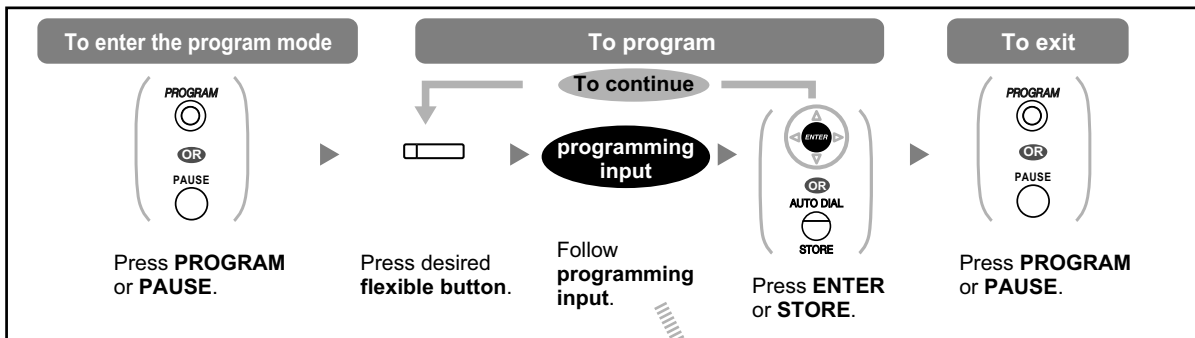 To enter the program mode
To program
To exit
To continue
PROGRAM
OR
PAUSE
programming
input
ENTER
OR
AUTO DIAL
STORE
PROGRAM
OR
PAUSE
Press PROGRAM
or PAUSE.
Press desired
flexible button.
Follow
programming
input.
Press ENTER
or STORE.
Press PROGRAM
or PAUSE.